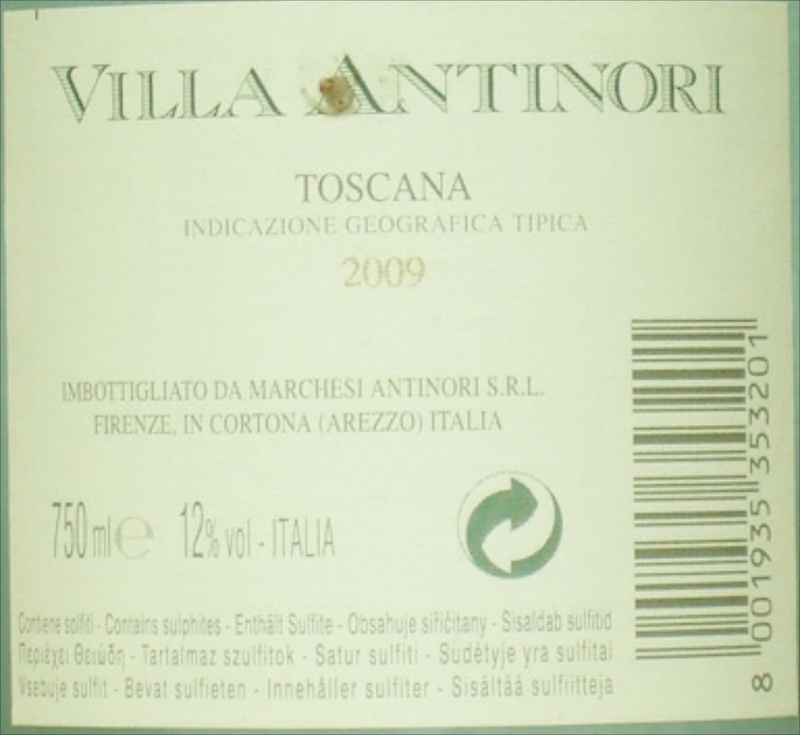 VILLA ANTINORI
TOSCANA
INDICAZIONE GEOGRAFICA TIPICA
2009
IMBOTTIGLIATO DA MARCHESI ANTINORI S.R.L.
FIRENZE, IN CORTONA (AREZZO) ITALIA
750 ml e 12% vol - ITALIA
Contiene solfiti - Contains sulphites - Enthält Sulfite - Obsahuje siřičitany - Sisaldab sulfitid
Περιέχει Θειώδη - Tartalmaz szulfitok - Satur sulfiti - Sudėtyje yra sulfitai
Vsebuje sulfit - Bevat sulfieten - Innehåller sulfiter - Sisältää sulfiitteja
8 001935 353201